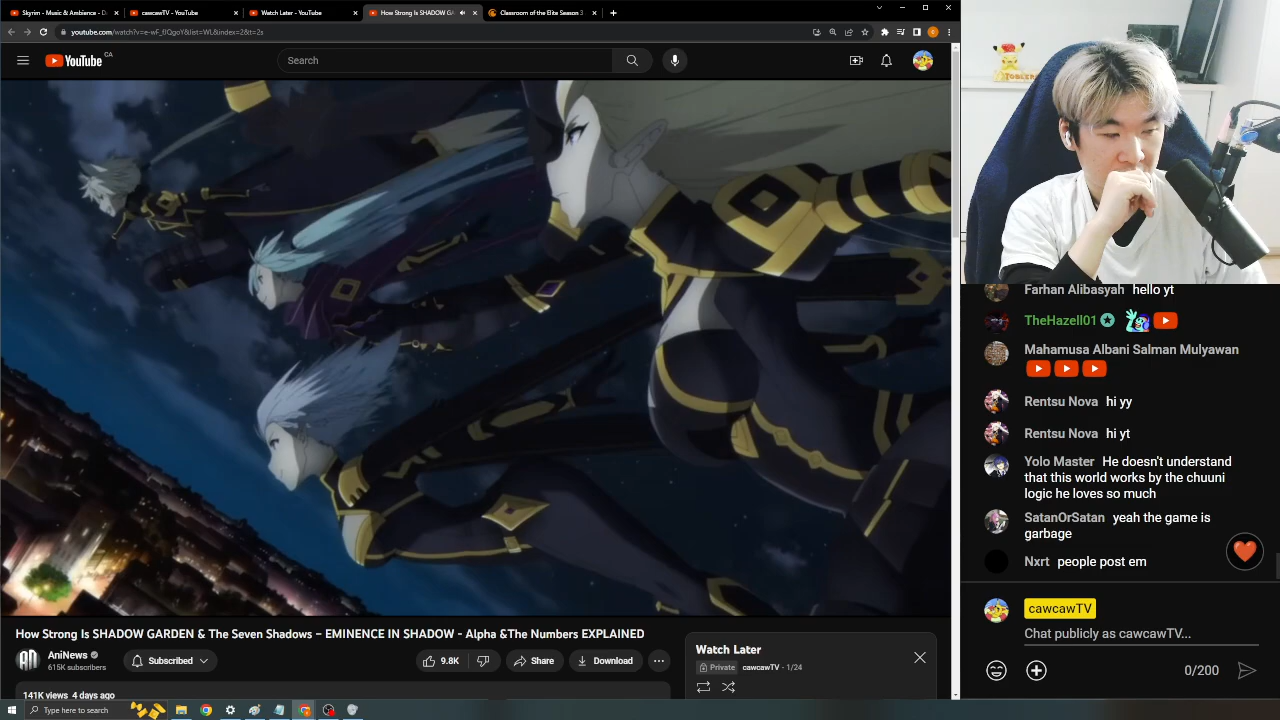 Skyrim - Music & Ambience - D
cawcawTV - YouTube
Watch Later - YouTube
How Strong Is SHADOW GA
Classroom of the Elite Season 3
youtube.com/watch?v=e-wF_fIQgoY&list=WL&index=2&t=2s
YouTube CA
Search
Farhan Alibasyah hello yt
TheHazell01
Mahamusa Albani Salman Mulyawan
Rentsu Nova hi yy
Rentsu Nova hi yt
Yolo Master He doesn't understand
that this world works by the chuuni
logic he loves so much
SatanOrSatan yeah the game is
garbage
Nxrt people post em
cawcawTV
Chat publicly as cawcawTV...
0/200
How Strong Is SHADOW GARDEN & The Seven Shadows – EMINENCE IN SHADOW - Alpha &The Numbers EXPLAINED
AniNews
615K subscribers
Subscribed
9.8K
Share
Download
Watch Later
Private cawcawTV - 1/24
141K views 4 days ago
Type here to search